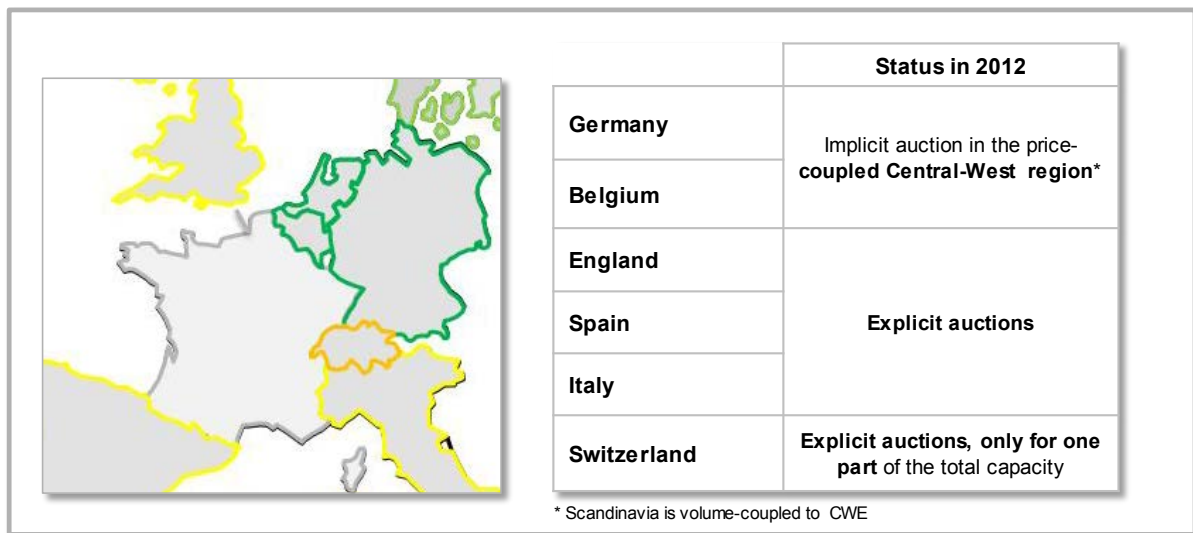 Status in 2012
Germany
Implicit auction in the price-
coupled Central-West region*
Belgium
England
Spain
Explicit auctions
Italy
Switzerland
Explicit auctions, only for one
part of the total capacity
* Scandinavia is volume-coupled to CWE